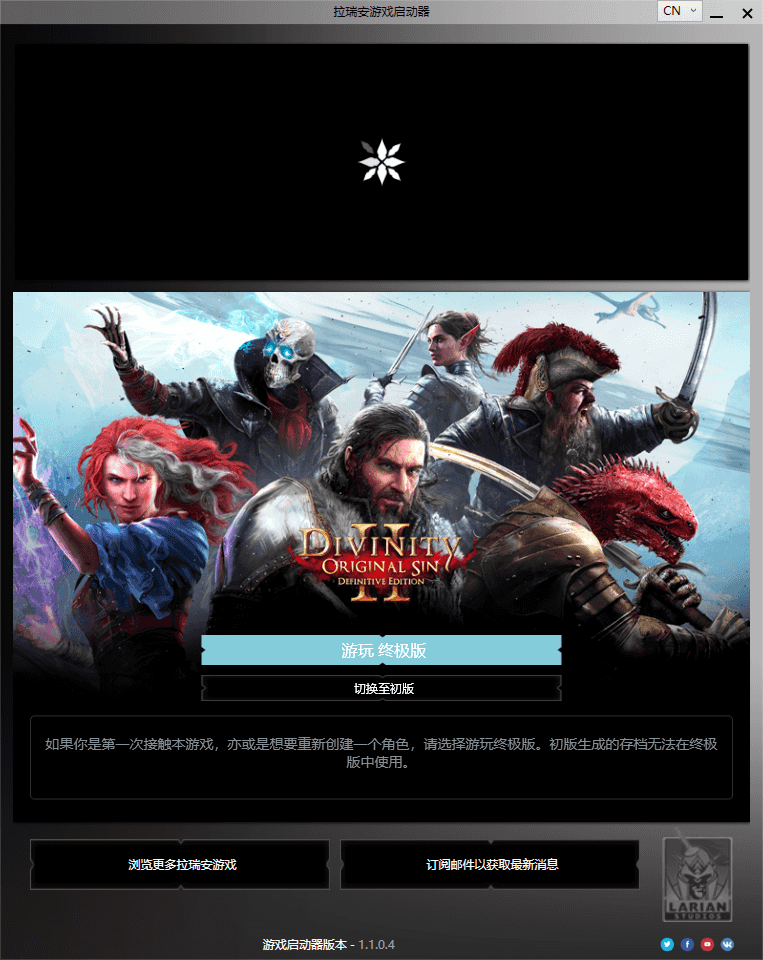 拉瑞安游戏启动器
CN
DIVINITY
II
ORIGINAL SIN
DEFINITIVE EDITION
游玩 终极版
切换至初版
如果你是第一次接触本游戏，亦或是想要重新创建一个角色，请选择游玩终极版。初版生成的存档无法在终极
版中使用。
浏览更多拉瑞安游戏
订阅邮件以获取最新消息
LARIAN
STUDIOS
游戏启动器版本 - 1.1.0.4